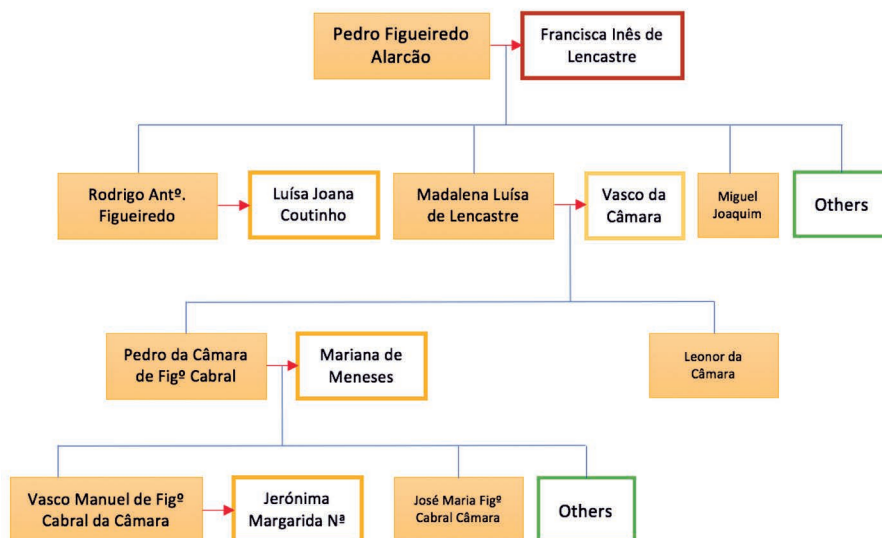 Pedro Figueiredo
Alarcão
Francisca Inês de
Lencastre
Rodrigo Antº.
Figueiredo
Luísa Joana
Coutinho
Madalena Luísa
de Lencastre
Vasco da
Câmara
Miguel
Joaquim
Others
Pedro da Câmara
de Figº Cabral
Mariana de
Meneses
Leonor da
Câmara
Vasco Manuel de Figº
Cabral da Câmara
Jerónima
Margarida Nª
José Maria Figº
Cabral Câmara
Others